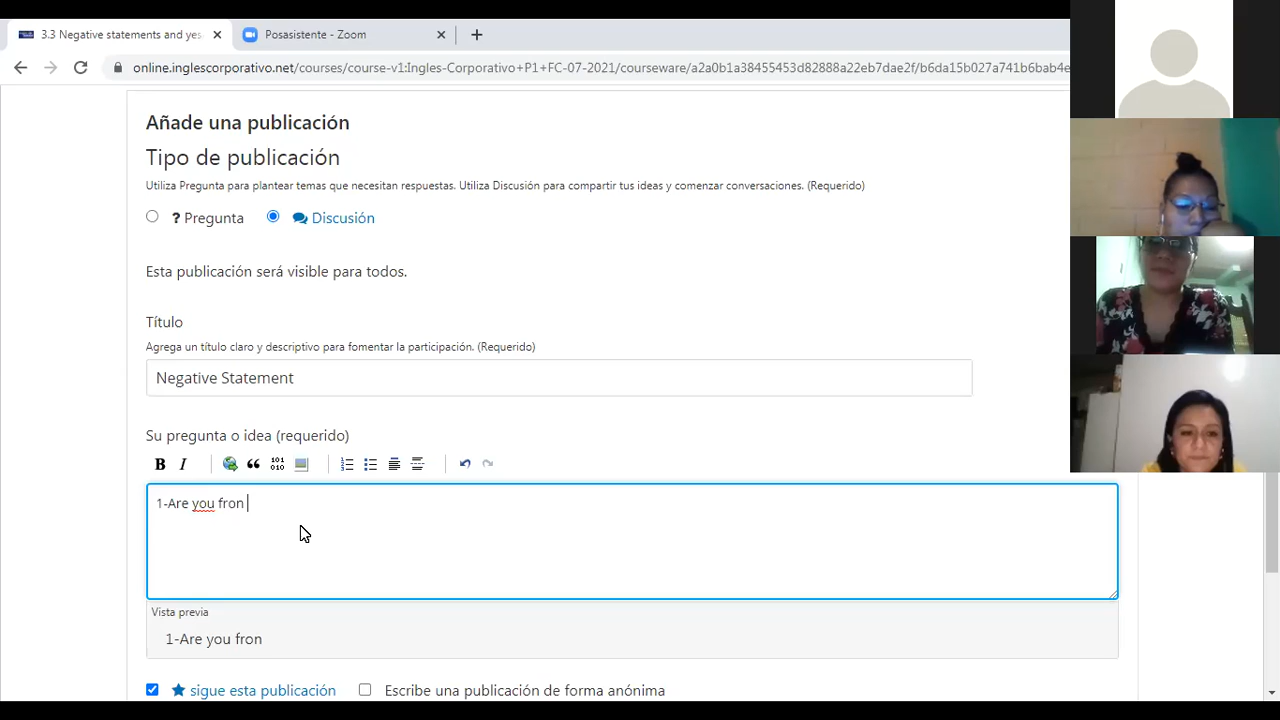 3.3 Negative statements and yes-
Posasistente - Zoom
online.inglescorporativo.net/courses/course-v1:Ingles-Corporativo+P1+FC-07-2021/courseware/a2a0b1a38455453d82888a22eb7dae2f/b6da15b027a741b6bab4e
Añade una publicación
Tipo de publicación
Utiliza Pregunta para plantear temas que necesitan respuestas. Utiliza Discusión para compartir tus ideas y comenzar conversaciones. (Requerido)
? Pregunta
Discusión
Esta publicación será visible para todos.
Título
Agrega un título claro y descriptivo para fomentar la participación. (Requerido)
Negative Statement
Su pregunta o idea (requerido)
B I
1-Are you fron
Vista previa
1-Are you fron
sigue esta publicación
Escribe una publicación de forma anónima